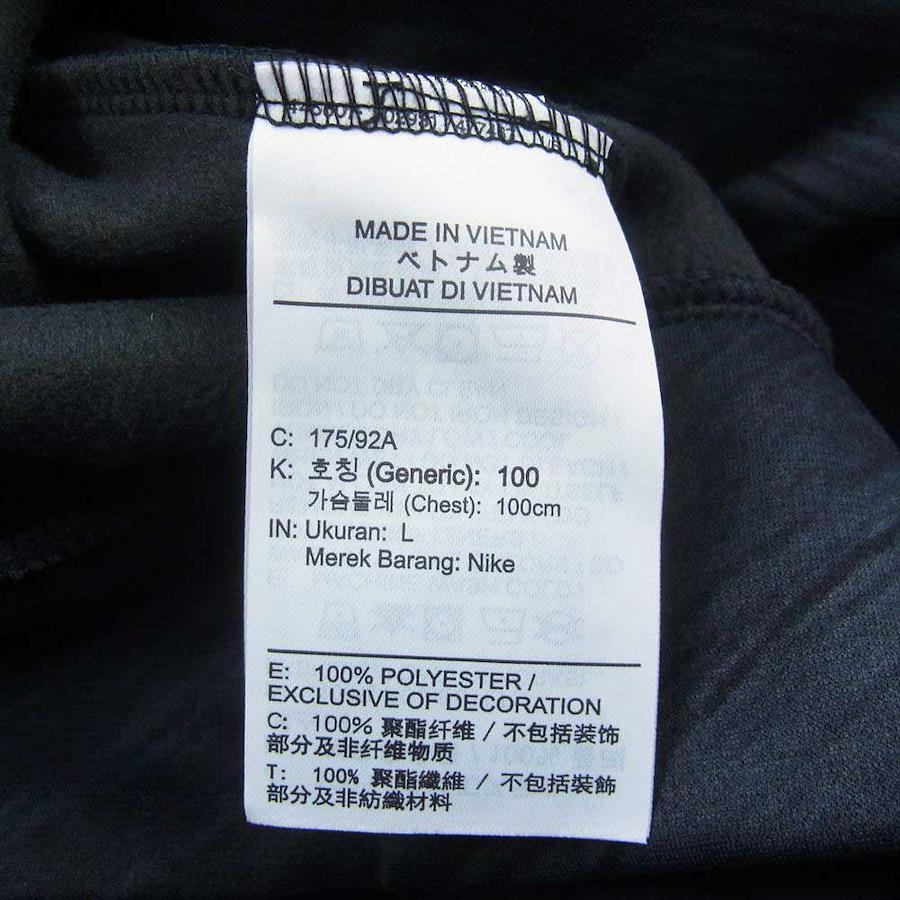 MADE IN VIETNAM
ベトナム製
DIBUAT DI VIETNAM
C: 175/92A
K: 호칭 (Generic): 100
가슴둘레 (Chest): 100cm
IN: Ukuran: L
Merek Barang: Nike
E: 100% POLYESTER /
EXCLUSIVE OF DECORATION
C: 100% 聚酯纤维 / 不包括装饰
部分及非纤维物质
T: 100% 聚酯纖維 / 不包括裝飾
部分及非紡織材料